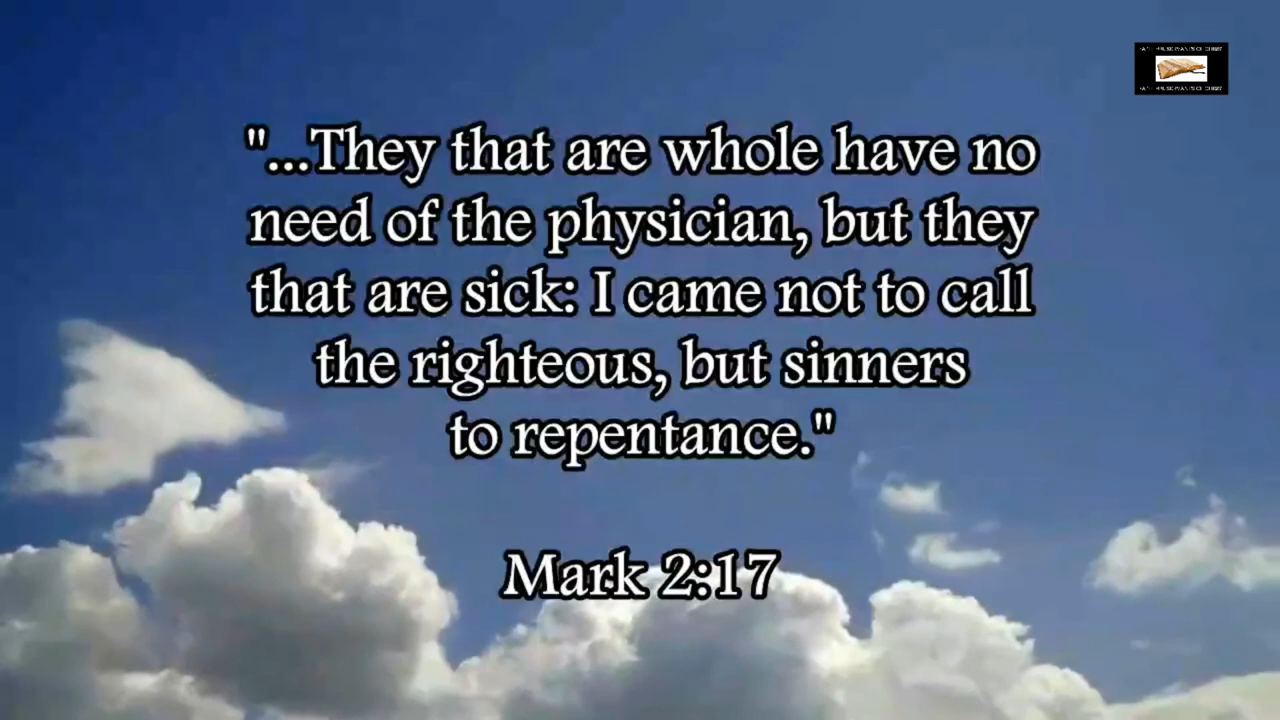 "...They that are whole have no
need of the physician, but they
that are sick: I came not to call
the righteous, but sinners
to repentance."
Mark 2:17